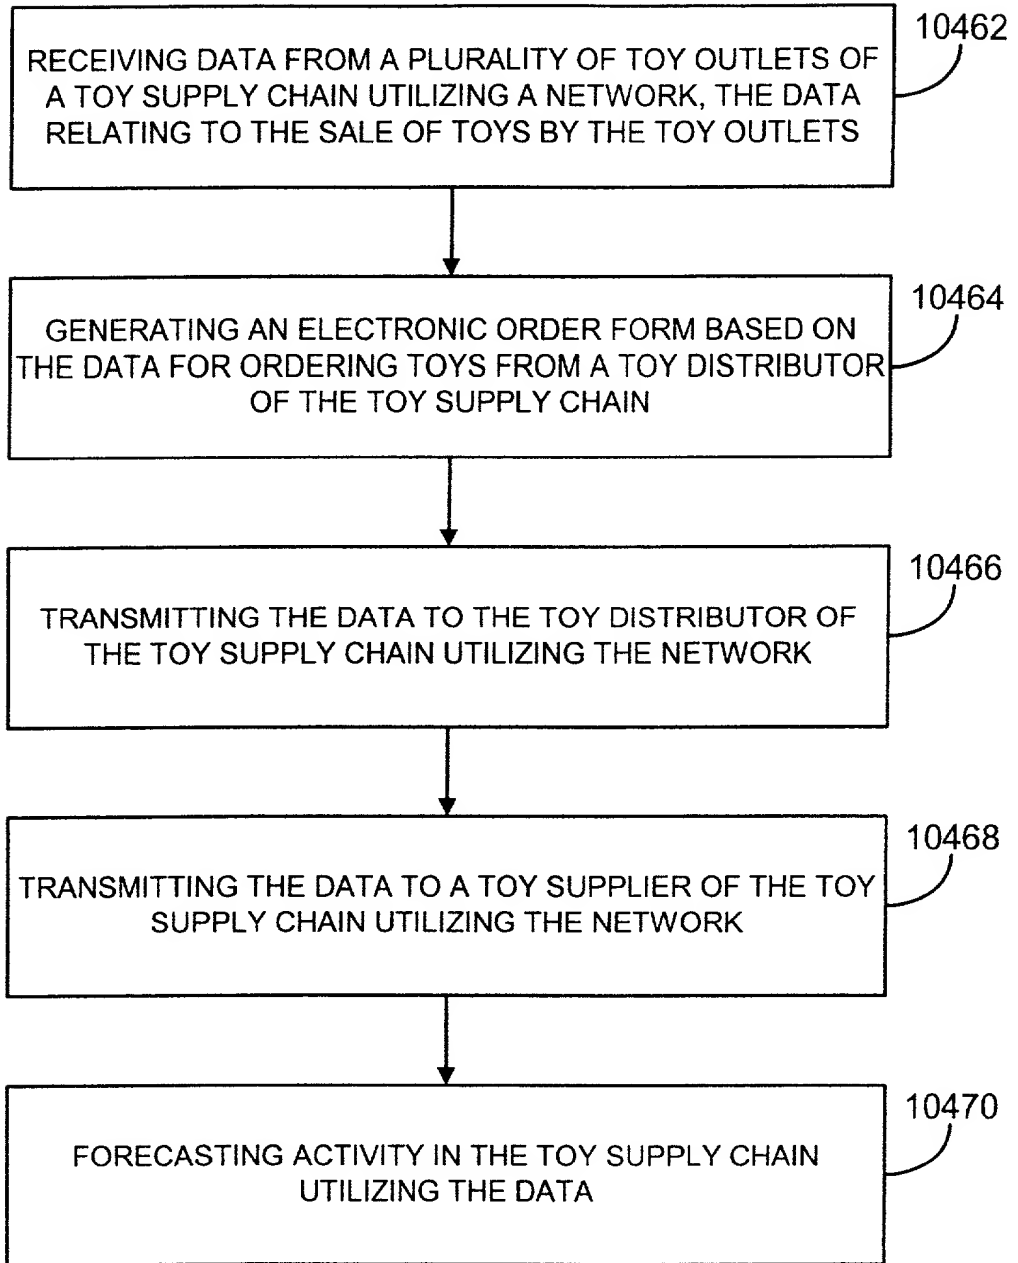 10462
RECEIVING DATA FROM A PLURALITY OF TOY OUTLETS OF
A TOY SUPPLY CHAIN UTILIZING A NETWORK, THE DATA
RELATING TO THE SALE OF TOYS BY THE TOY OUTLETS
10464
GENERATING AN ELECTRONIC ORDER FORM BASED ON
THE DATA FOR ORDERING TOYS FROM A TOY DISTRIBUTOR
OF THE TOY SUPPLY CHAIN
10466
TRANSMITTING THE DATA TO THE TOY DISTRIBUTOR OF
THE TOY SUPPLY CHAIN UTILIZING THE NETWORK
10468
TRANSMITTING THE DATA TO A TOY SUPPLIER OF THE TOY
SUPPLY CHAIN UTILIZING THE NETWORK
10470
FORECASTING ACTIVITY IN THE TOY SUPPLY CHAIN
UTILIZING THE DATA